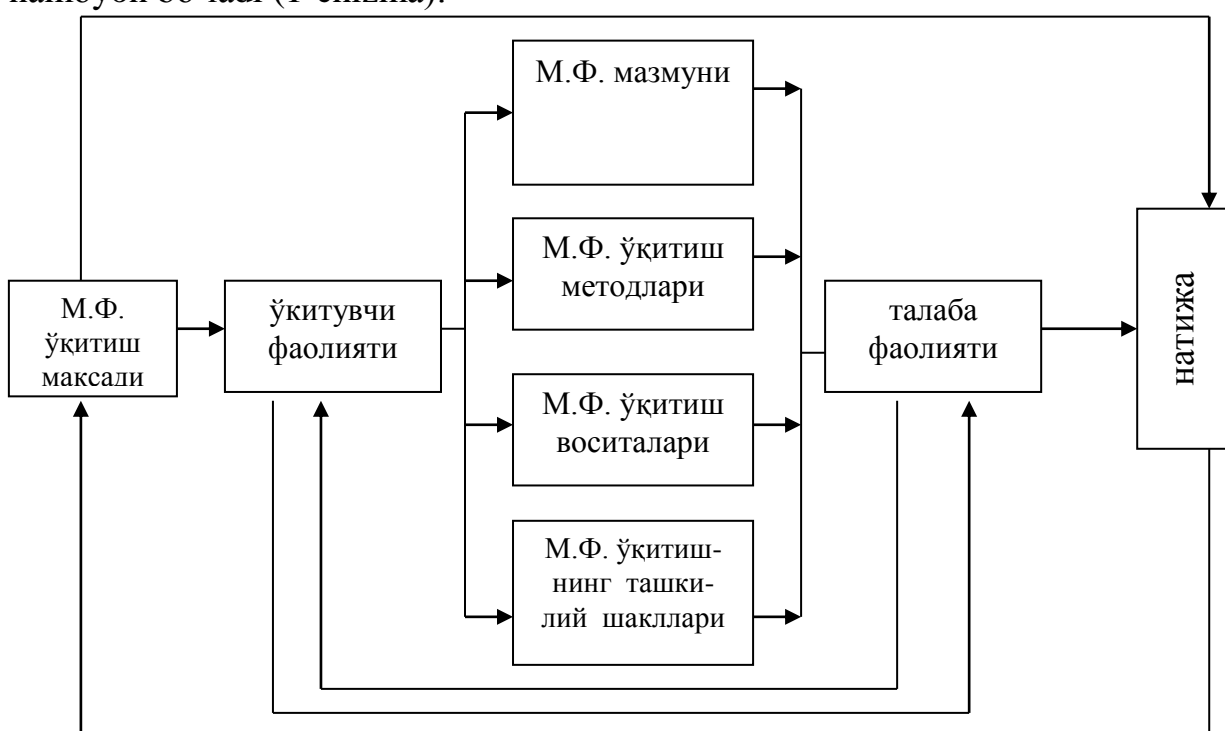 М.Ф. мазмуни
М.Ф. ўқитиш
методлари
М.Ф.
ўқитиш
максади
ўкитувчи
фаолияти
талаба
фаолияти
натижа
М.Ф. ўқитиш
воситалари
М.Ф. ўқитиш-
нинг ташки-
лий шакллари